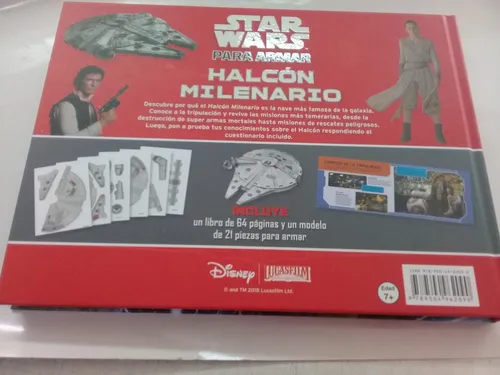 STAR
WARS
PARA ARMAR
HALCÓN
MILENARIO
Descubre por qué el Halcón Milenario es la nave más famosa de la galaxia.
Conoce a la tripulación y revive las misiones más temerarias, desde la
destrucción de super armas mortales hasta misiones de rescates peligrosos.
Luego, pon a prueba tus conocimientos sobre el Halcón respondiendo el
cuestionario incluido.
INCLUYE
un libro de 64 páginas y un modelo
de 21 piezas para armar.
Disney
LUCASFILM
© and TM 2019 Lucasfilm Ltd.
Edad
7+